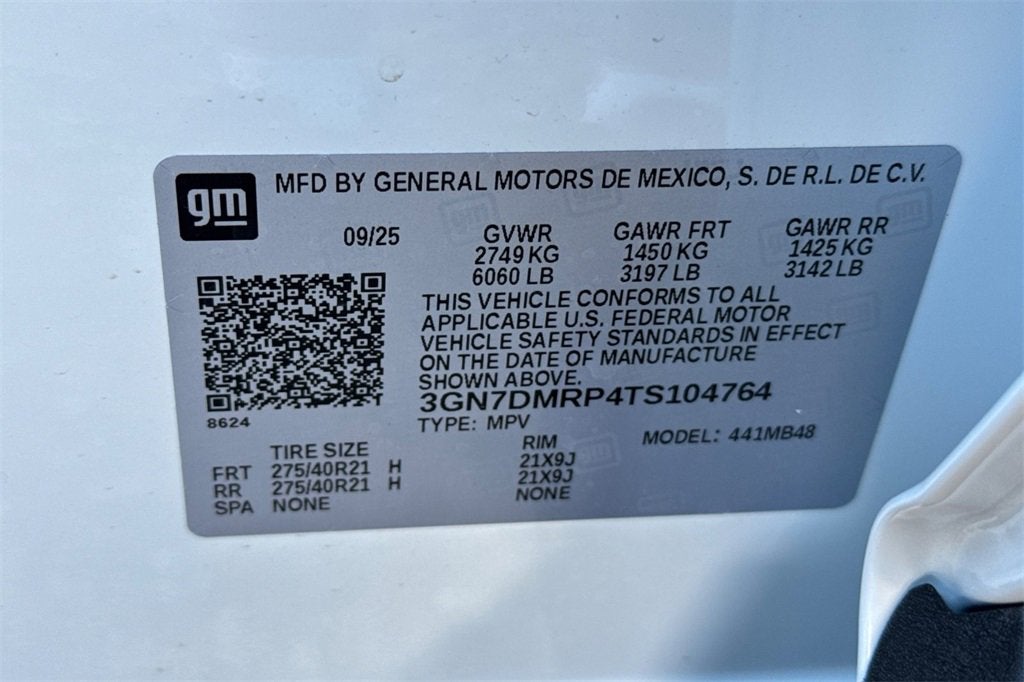 gm
MFD BY GENERAL MOTORS DE MEXICO, S. DE R.L. DE C.V.
09/25 GVWR GAWR FRT GAWR RR
2749 KG 1450 KG 1425 KG
6060 LB 3197 LB 3142 LB
THIS VEHICLE CONFORMS TO ALL
APPLICABLE U.S. FEDERAL MOTOR
VEHICLE SAFETY STANDARDS IN EFFECT
ON THE DATE OF MANUFACTURE
SHOWN ABOVE.
3GN7DMRP4TS104764
8624
TYPE: MPV MODEL: 441MB48
TIRE SIZE RIM
FRT 275/40R21 H 21X9J
RR 275/40R21 H 21X9J
SPA NONE NONE